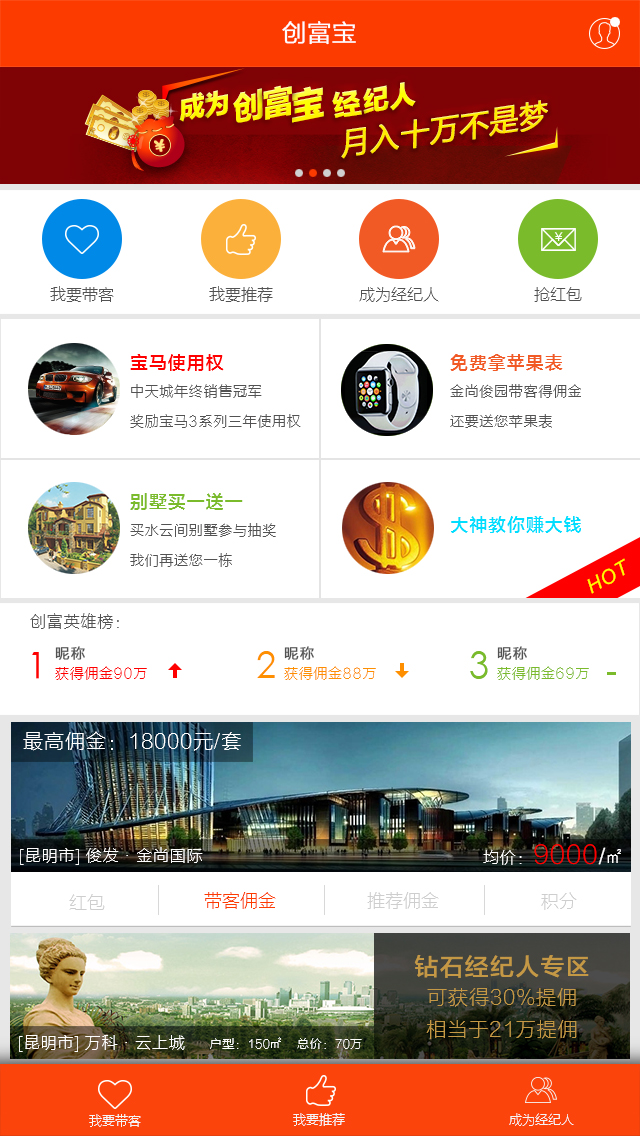 创富宝
成为 创富宝 经纪人
月入十万不是梦
¥
我要带客
我要推荐
成为经纪人
抢红包
宝马使用权
中天城年终销售冠军
奖励宝马3系列三年使用权
免费拿苹果表
金尚俊园带客得佣金
还要送您苹果表
别墅买一送一
买水云间别墅参与抽奖
我们再送您一栋
大神教你赚大钱
HOT
创富英雄榜：
1 昵称
获得佣金90万
2 昵称
获得佣金88万
3 昵称
获得佣金69万
最高佣金：18000元/套
[昆明市] 俊发·金尚国际
均价：9000/㎡
红包
带客佣金
推荐佣金
积分
钻石经纪人专区
可获得30%提佣
相当于21万提佣
[昆明市] 万科·云上城 户型：150㎡ 总价：70万
我要带客
我要推荐
成为经纪人